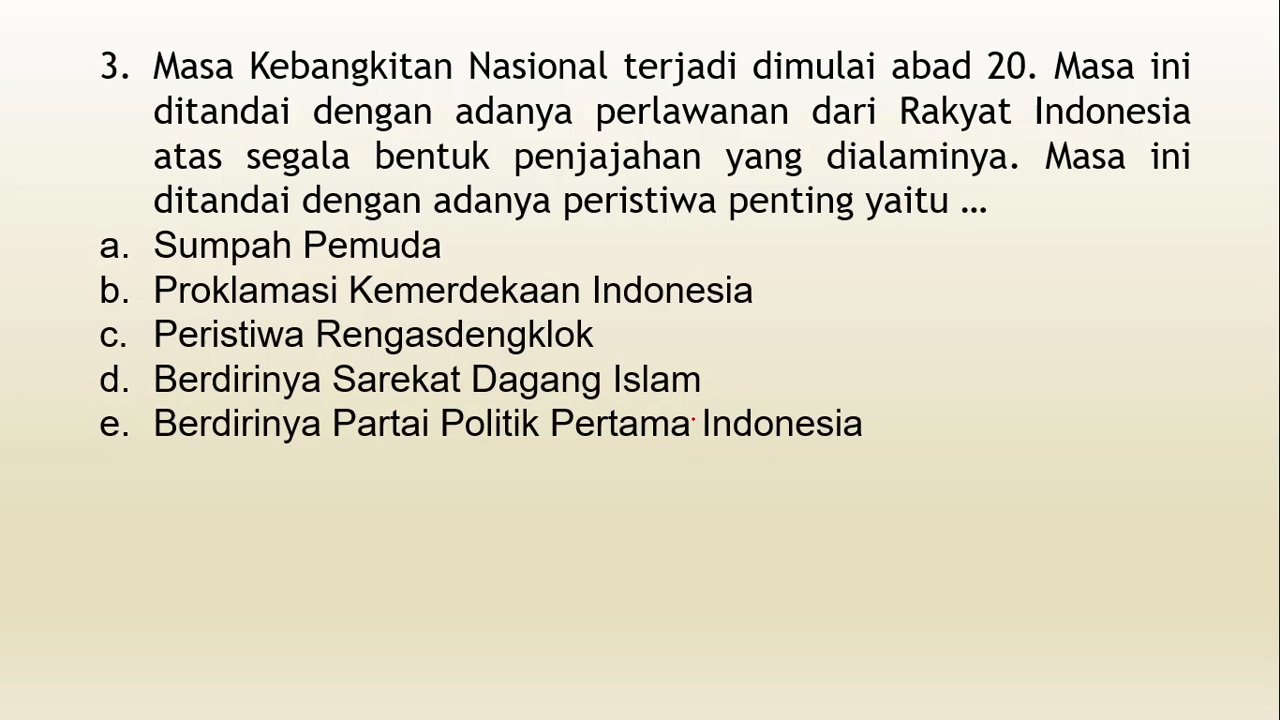 3. Masa Kebangkitan Nasional terjadi dimulai abad 20. Masa ini
ditandai dengan adanya perlawanan dari Rakyat Indonesia
atas segala bentuk penjajahan yang dialaminya. Masa ini
ditandai dengan adanya peristiwa penting yaitu ...
a. Sumpah Pemuda
b. Proklamasi Kemerdekaan Indonesia
c. Peristiwa Rengasdengklok
d. Berdirinya Sarekat Dagang Islam
e. Berdirinya Partai Politik Pertama Indonesia